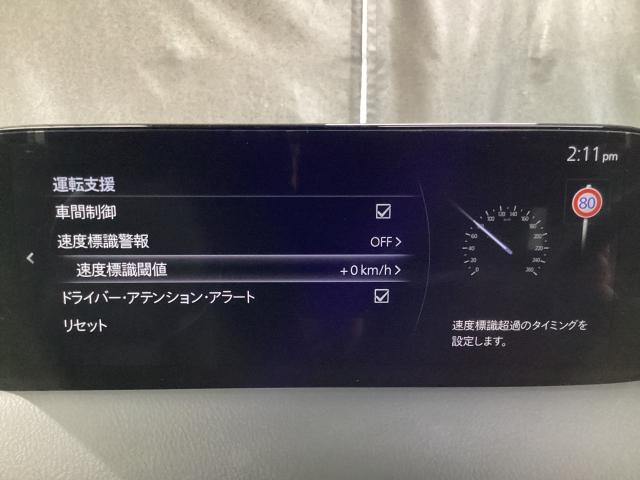 2:11pm
運転支援
車間制御
速度標識警報 OFF
速度標識閾値 +0km/h
ドライバー・アテンション・アラート
リセット
80
速度標識超過のタイミングを
設定します。